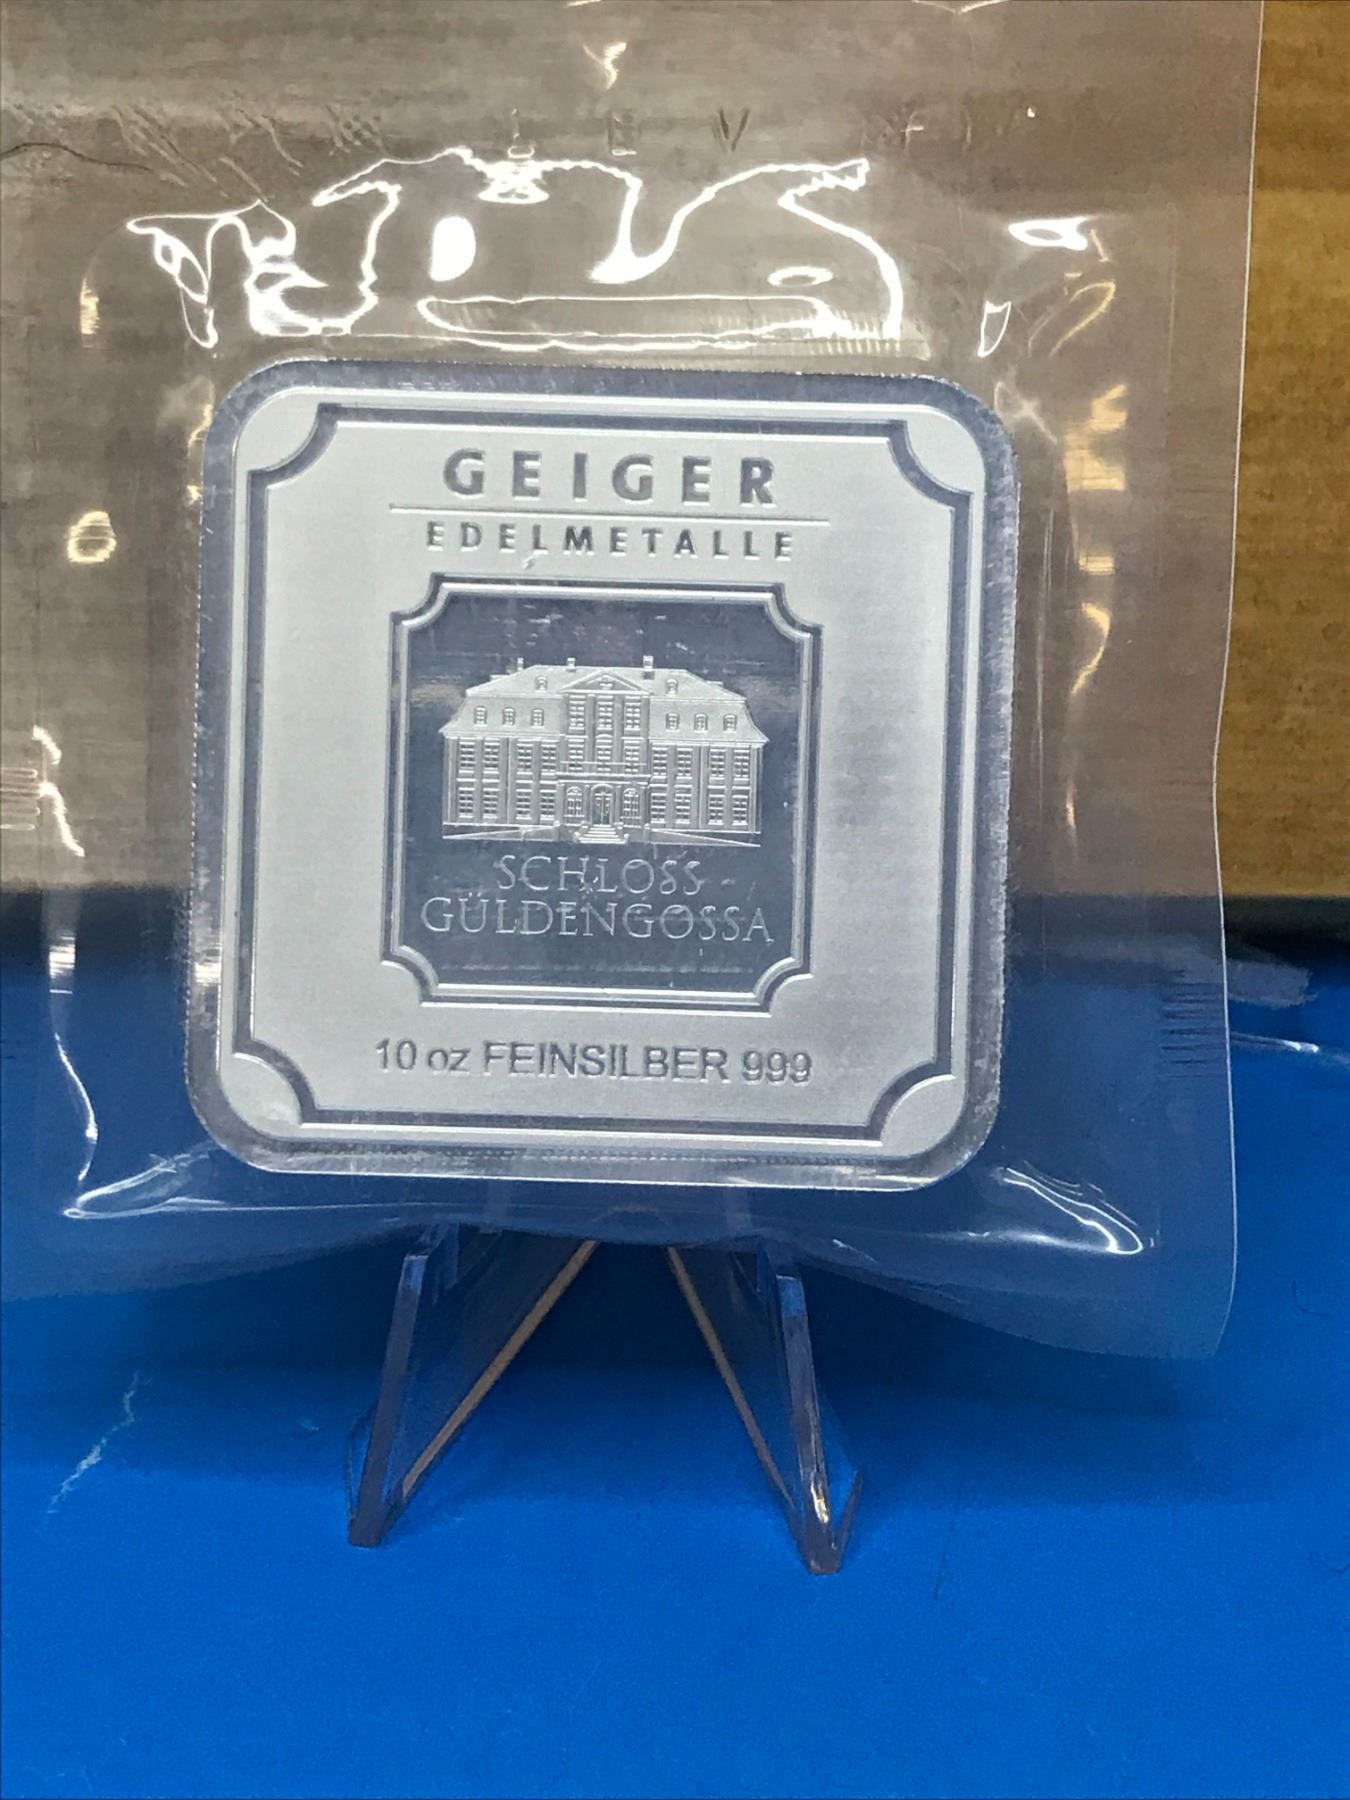 GEIGER
EDELMETALLE
SCHLOSS
GÜLDENGOSSA
10 oz FEINSILBER 999